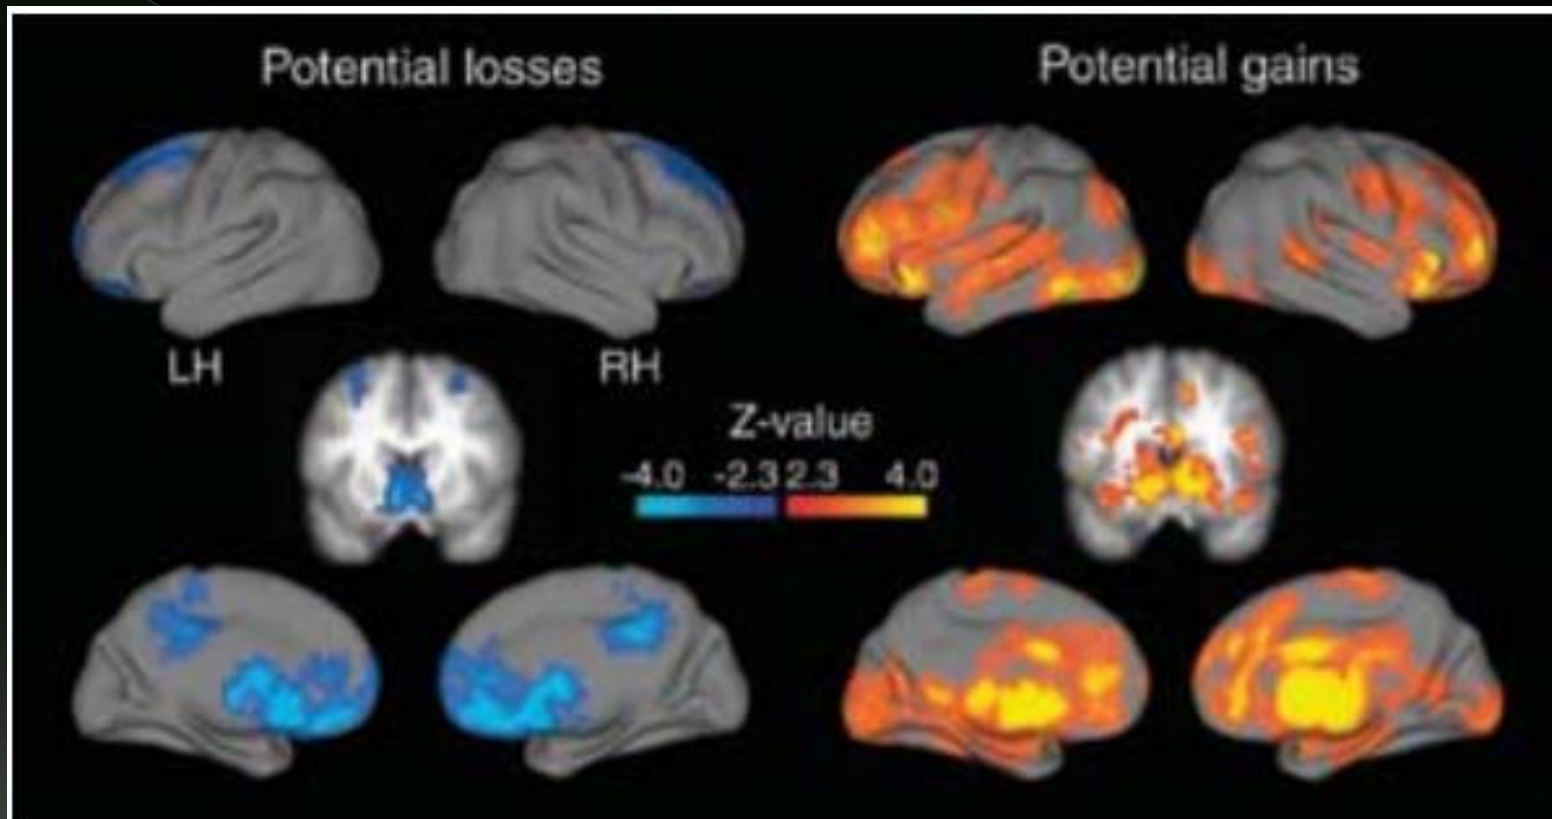 Potential losses
Potential gains
LH
RH
Z-value
-4.0 -2.3 2.3 4.0